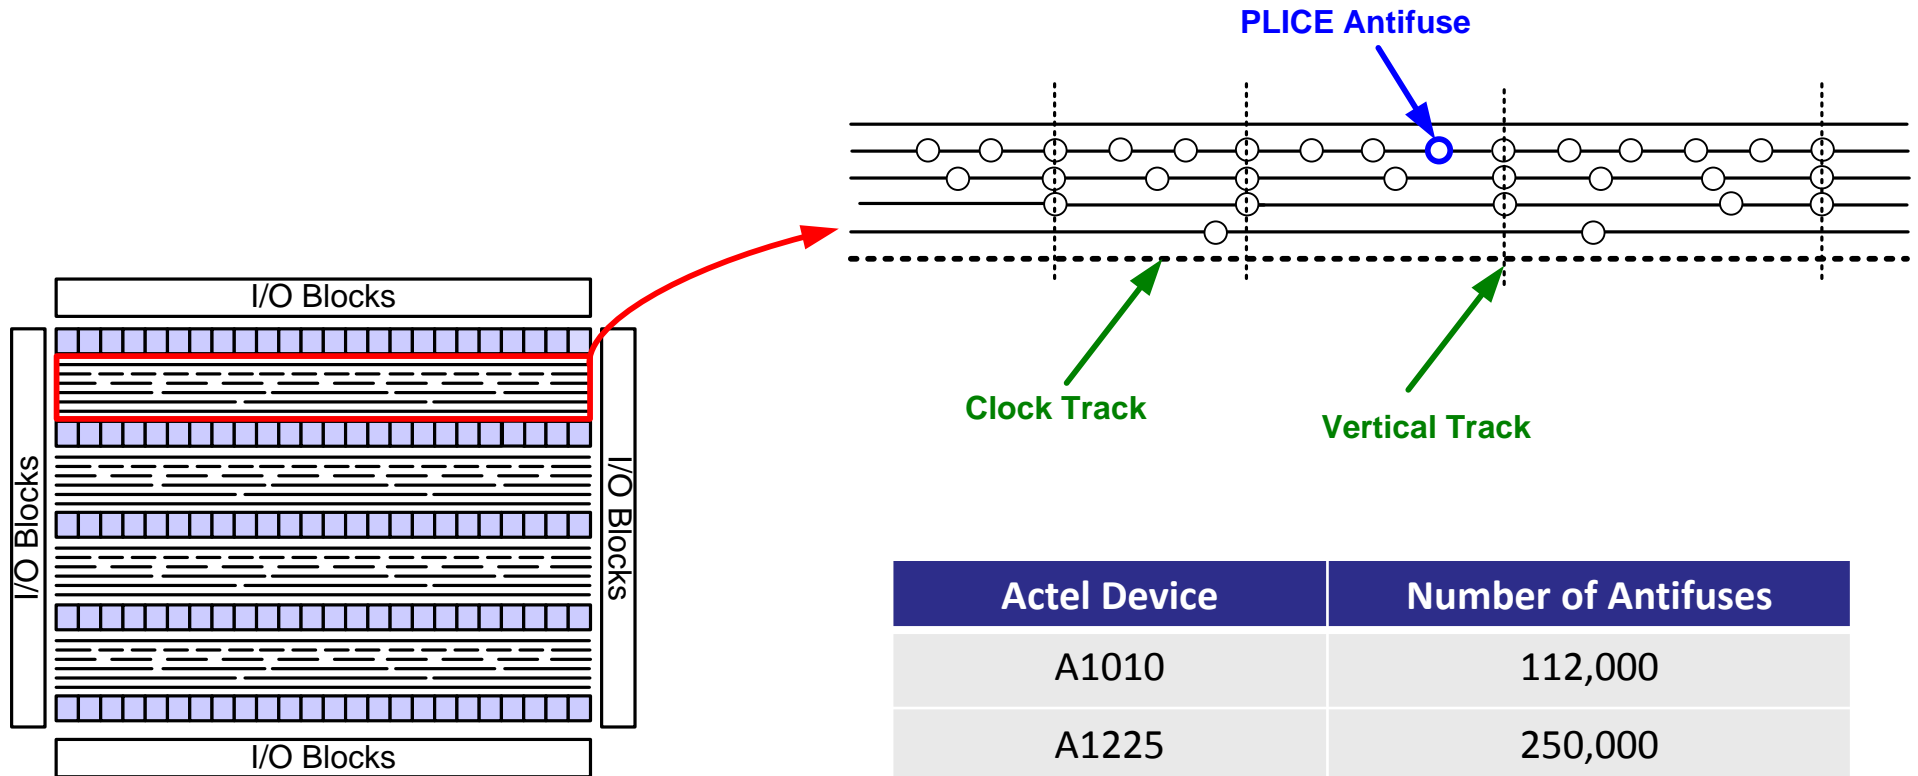 PLICE Antifuse
Clock Track
Vertical Track
I/O Blocks
I/O Blocks
I/O Blocks
I/O Blocks
Actel Device Number of Antifuses
A1010 112,000
A1225 250,000